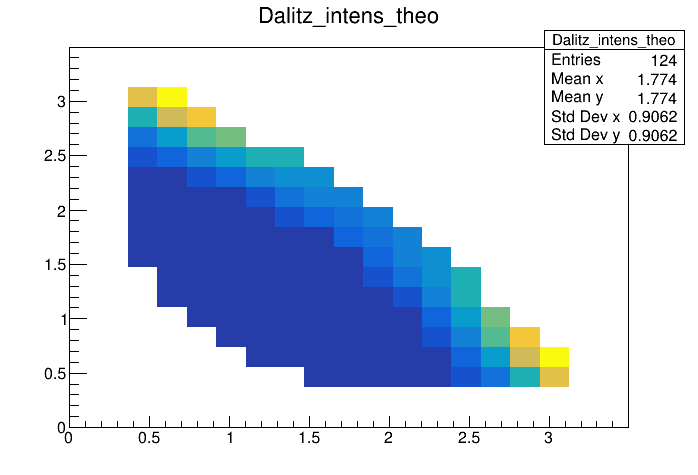 Dalitz_intens_theo
Dalitz_intens_theo
Entries 124
Mean x 1.774
Mean y 1.774
Std Dev x 0.9062
Std Dev y 0.9062
3
2.5
2
1.5
1
0.5
0
0 0.5 1 1.5 2 2.5 3